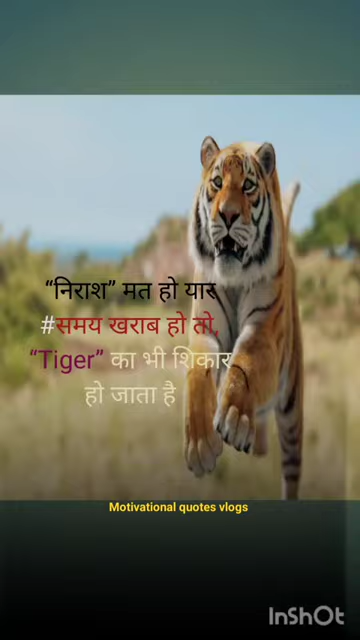 “निराश” मत हो यार
#समय खराब हो तो,
“Tiger” का भी शिकार
हो जाता है
Motivational quotes vlogs
InShOt